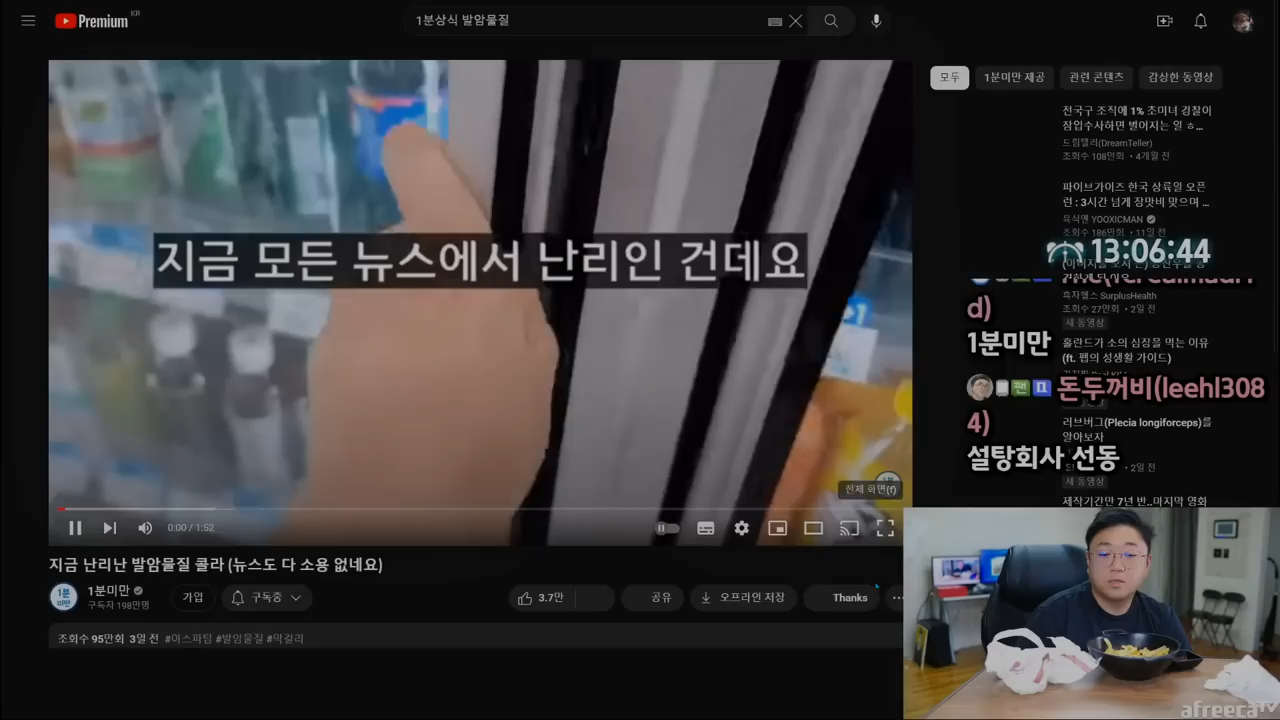 Premium KR
1분상식 발암물질
지금 모든 뉴스에서 난리인 건데요
전체 화면(f)
0:00 / 1:52
지금 난리난 발암물질 콜라 (뉴스도 다 소용 없네요)
1분미만
구독자 198만명
가입
구독중
3.7만
공유
오프라인 저장
Thanks
조회수 95만회 3일 전 #아스파탐 #발암물질 #막걸리
모두
1분미만 제공
관련 콘텐츠
감상한 동영상
전국구 조직에 1% 초미녀 경찰이
잠입수사하면 벌어지는 일 ㅎ...
드림텔러(DreamTeller)
조회수 108만회 • 4개월 전
파이브가이즈 한국 상륙일 오픈
런 : 3시간 넘게 장맛비 맞으며 ...
육식맨 YOOXICMAN
조회수 186만회 • 11일 전
13:06:44
흑자헬스 SurplusHealth
조회수 27만회 • 2일 전
새 동영상
d)
1분미만
홀란드가 소의 심장을 먹는 이유
(ft. 펩의 성생활 가이드)
팬
돈두꺼비(leehl308
4)
설탕회사 선동
러브버그(Plecia longiforceps)를
알아보자
2일 전
새 동영상
제작기간만 7년 반..마지막 영화
afreecaTV